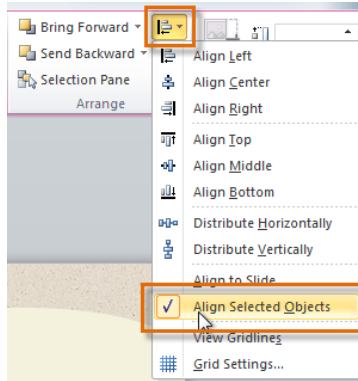 Bring Forward
Send Backward
Selection Pane
Arrange
Align Left
Align Center
Align Right
Align Top
Align Middle
Align Bottom
Distribute Horizontally
Distribute Vertically
Align to Slide
Align Selected Objects
View Gridlines
Grid Settings...